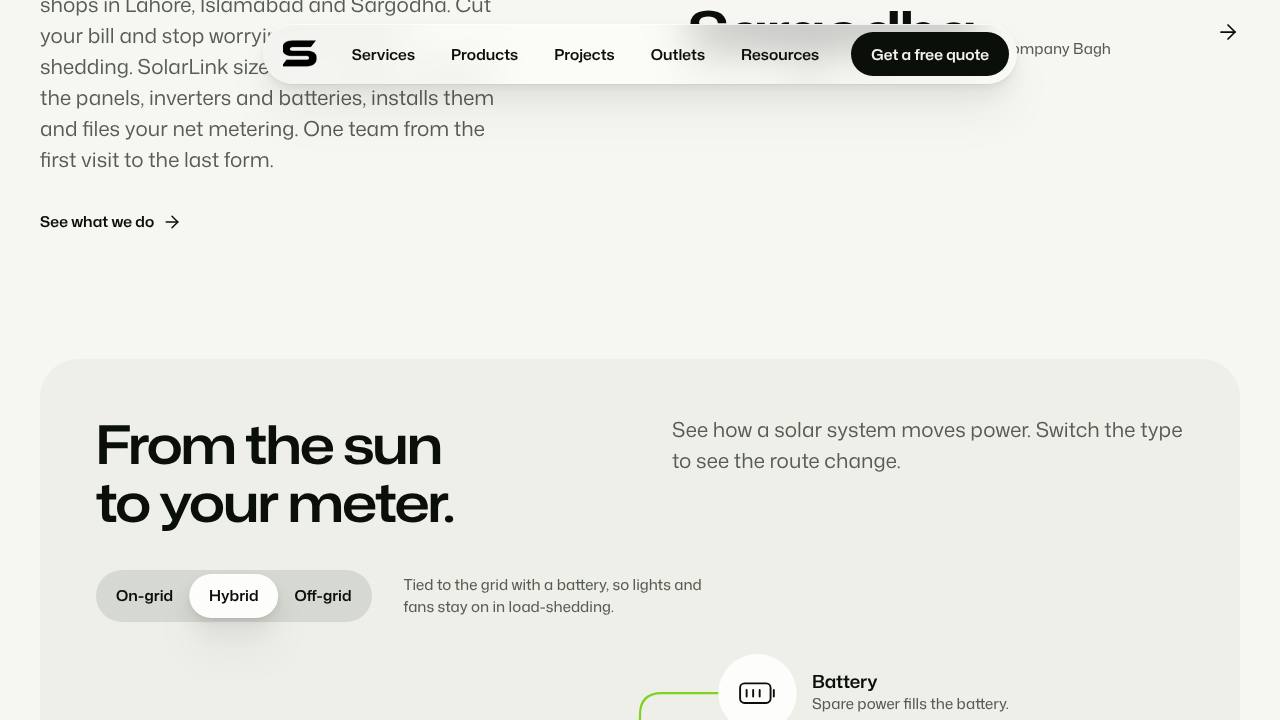 shops in Lahore, Islamabad and Sargodha. Cut
your bill and stop
shedding. SolarLink
the panels, inverters and batteries, installs them
and files your net metering. One team from the
first visit to the last form.
See what we do
Sargodha
Bagh
Services
Products
Projects
Outlets
Resources
Get a free quote
From the sun
to your meter.
See how a solar system moves power. Switch the type
to see the route change.
On-grid
Hybrid
Off-grid
Tied to the grid with a battery, so lights and
fans stay on in load-shedding.
Battery
Spare power fills the battery.